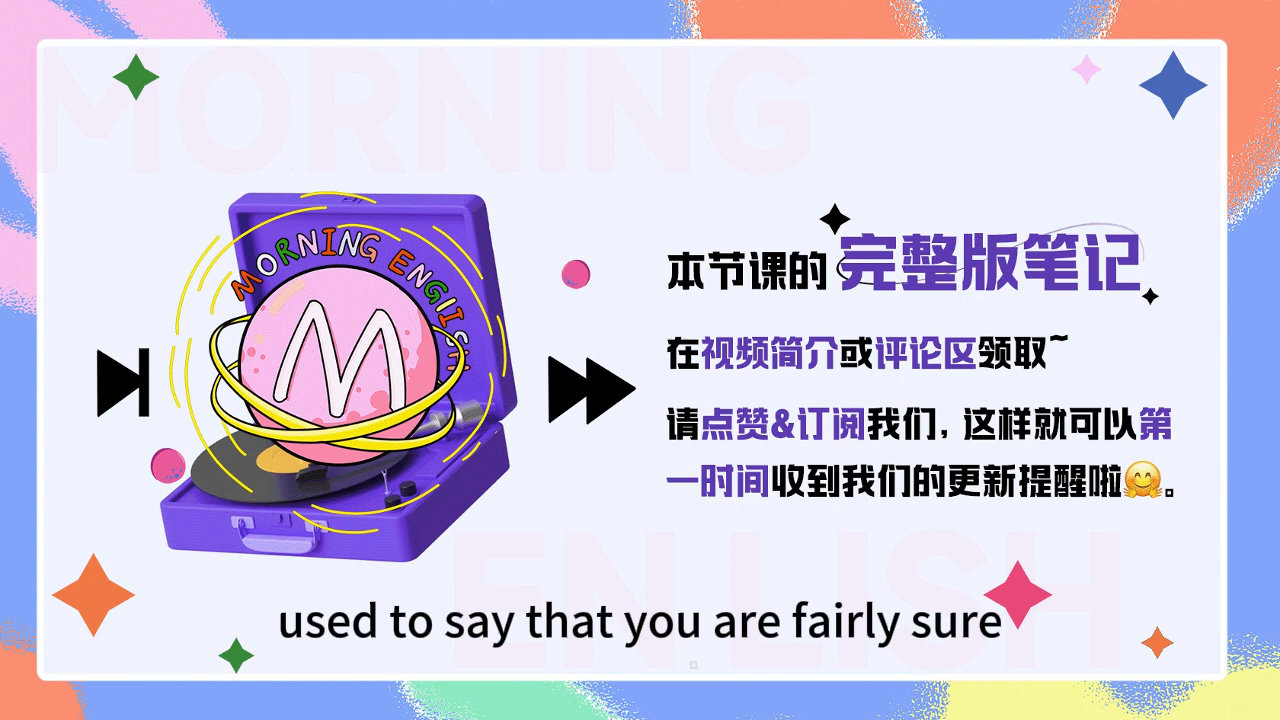 MORNING
MORNING ENGLISH
M
本节课的 完整版笔记
在视频简介或评论区领取~
请点赞&订阅我们, 这样就可以第
一时间收到我们的更新提醒啦🤗。
EN LISH
used to say that you are fairly sure